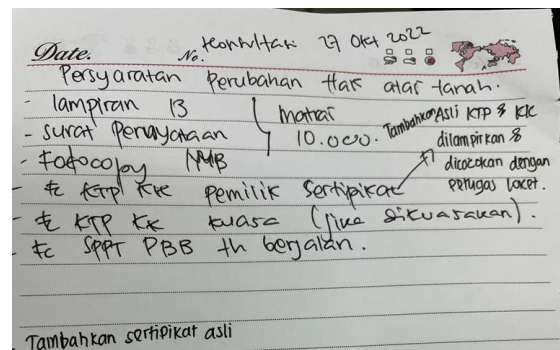 Date. No. Konsultasi 27 Okt 2022
Persyaratan perubahan Hak atas tanah.
- lampiran 13
- surat Pernyataan
materai
10.000.
- Fotocopy IMB
- fc KTP KK pemilik sertipikat
Tambahkan Asli KTP & KK
dilampirkan &
dicocokan dengan
petugas loket.
- fc KTP KK kuasa (jika dikuasakan).
- fc SPPT PBB th berjalan.
Tambahkan sertipikat asli